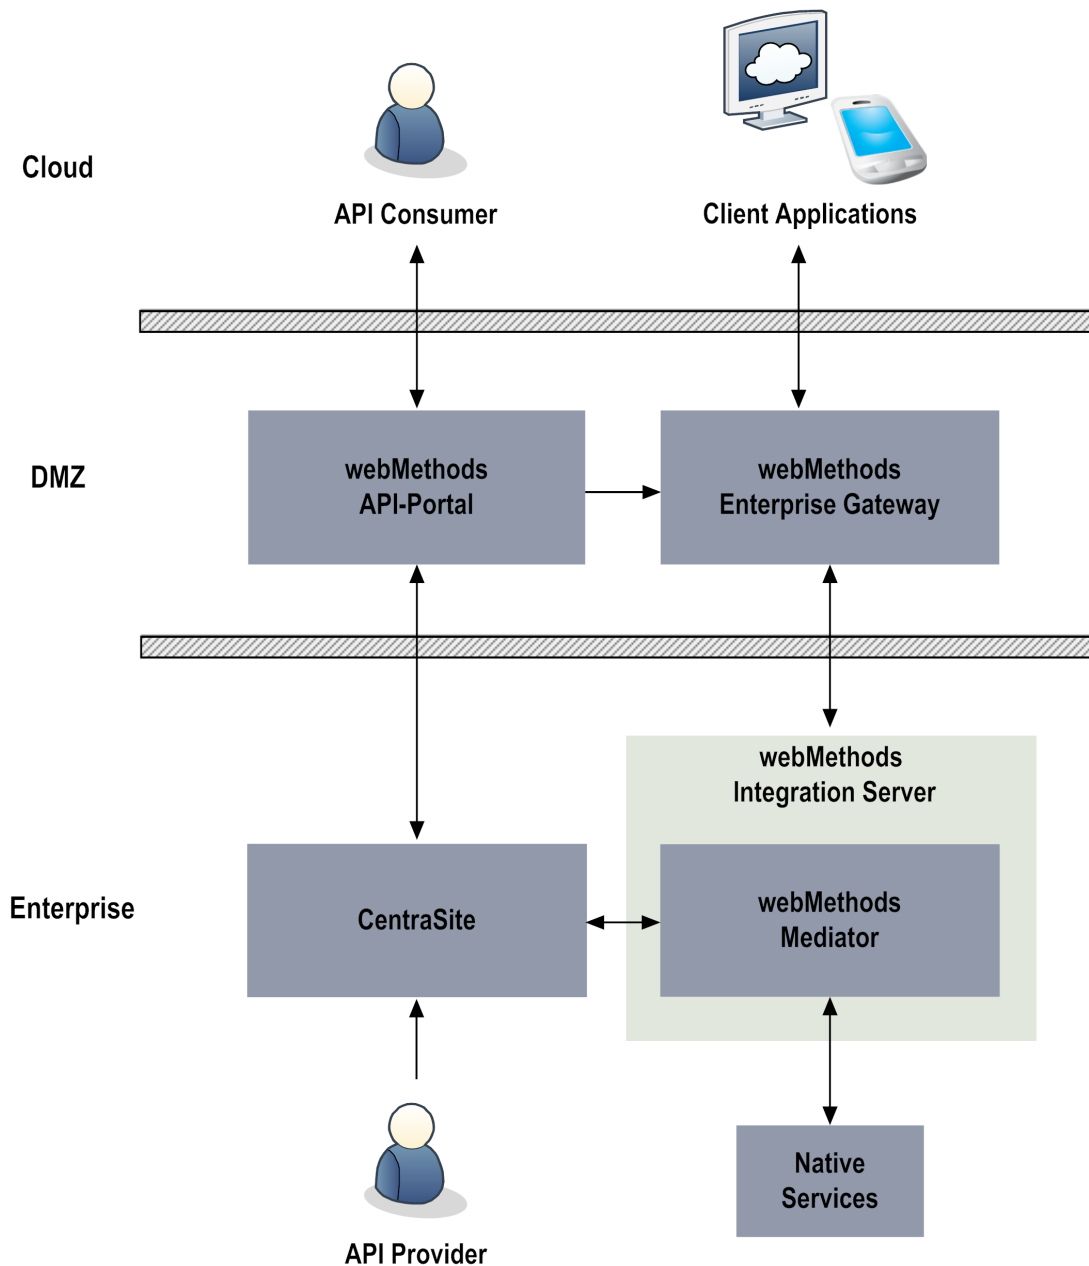 Cloud
API Consumer
Client Applications
DMZ
webMethods
API-Portal
webMethods
Enterprise Gateway
webMethods
Integration Server
Enterprise
CentraSite
webMethods
Mediator
Native
Services
API Provider